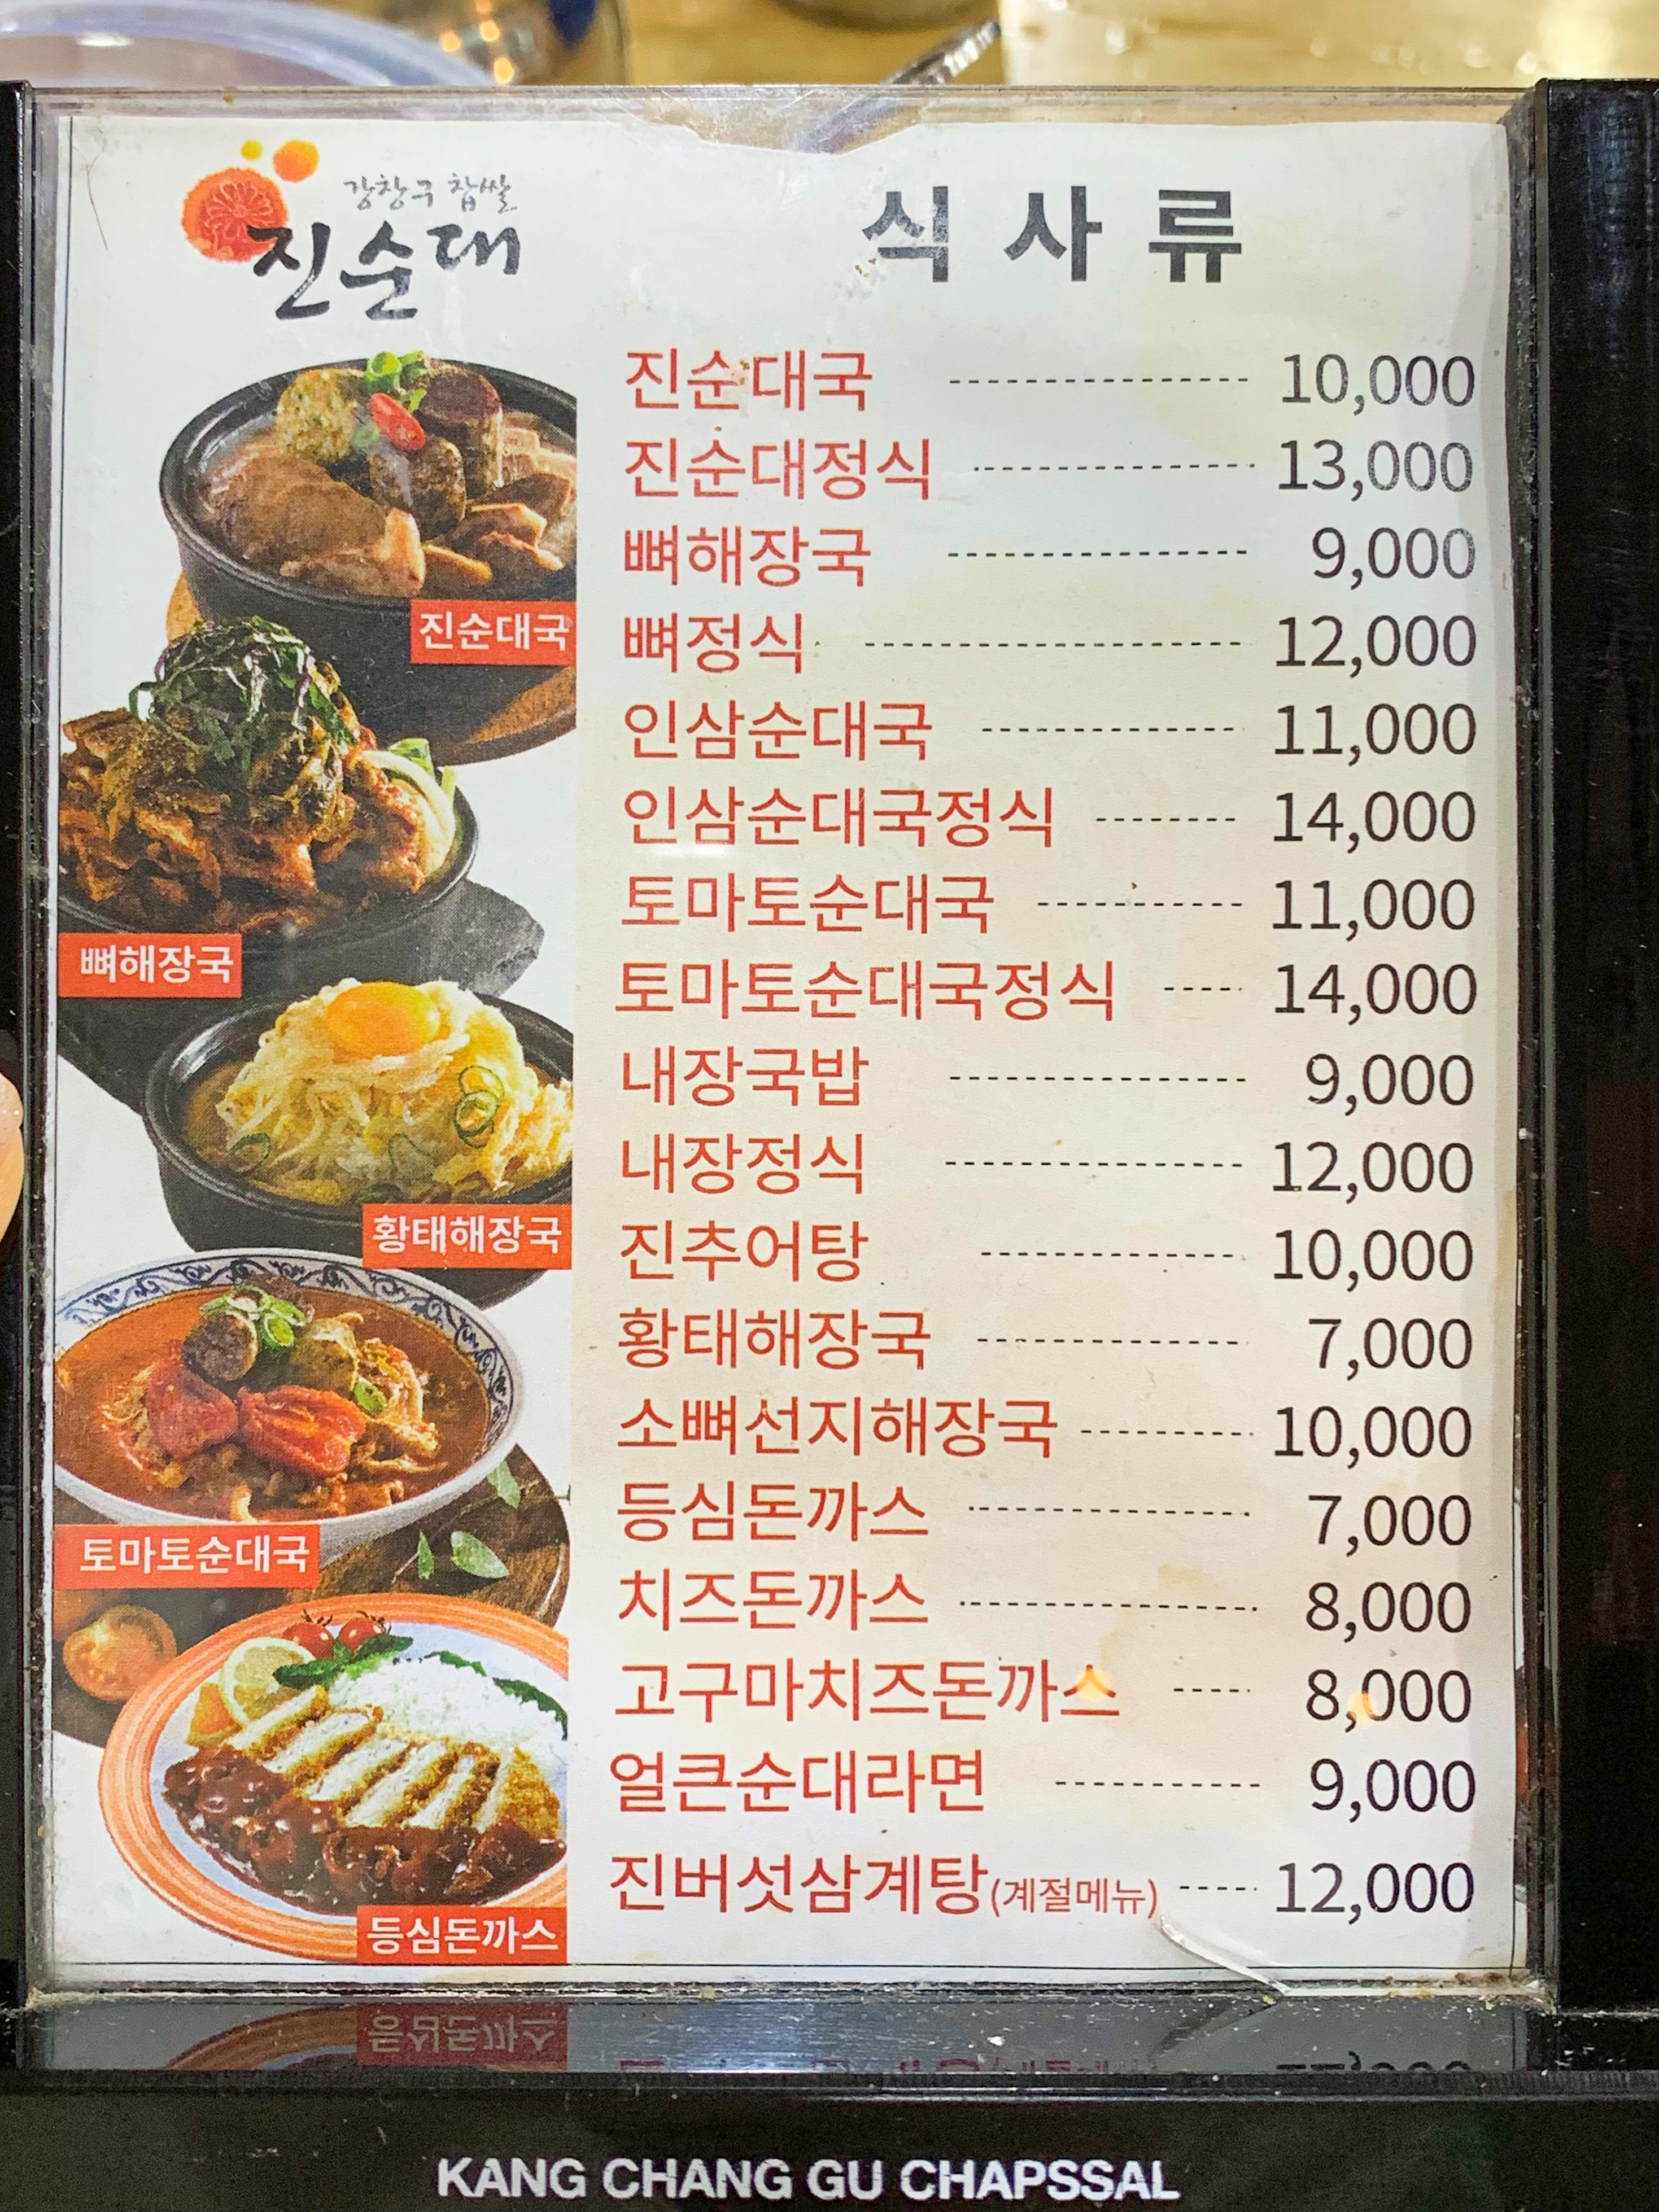 강창구 찹쌀
진순대
식사류
진순대국 10,000
진순대정식 13,000
뼈해장국 9,000
뼈정식 12,000
인삼순대국 11,000
인삼순대국정식 14,000
토마토순대국 11,000
토마토순대국정식 14,000
내장국밥 9,000
내장정식 12,000
진추어탕 10,000
황태해장국 7,000
소뼈선지해장국 10,000
등심돈까스 7,000
치즈돈까스 8,000
고구마치즈돈까스 8,000
얼큰순대라면 9,000
진버섯삼계탕(계절메뉴) 12,000
진순대국
뼈해장국
황태해장국
토마토순대국
등심돈까스
KANG CHANG GU CHAPSSAL